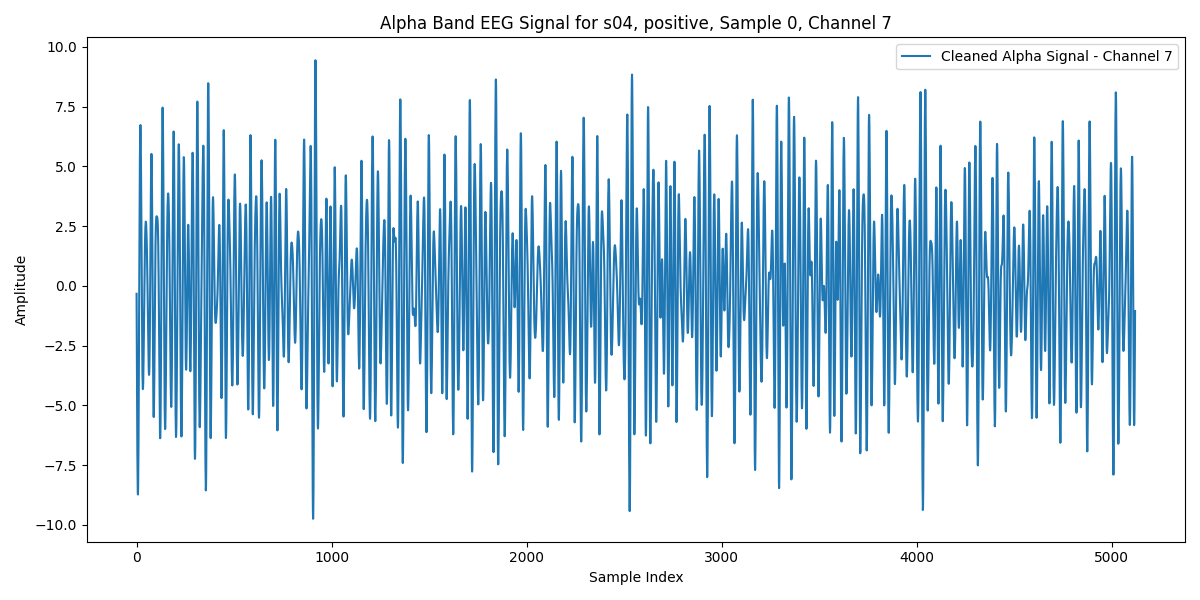 Alpha Band EEG Signal for s04, positive, Sample 0, Channel 7
Cleaned Alpha Signal - Channel 7
10.0
7.5
5.0
2.5
0.0
−2.5
−5.0
−7.5
−10.0
Amplitude
0 1000 2000 3000 4000 5000
Sample Index